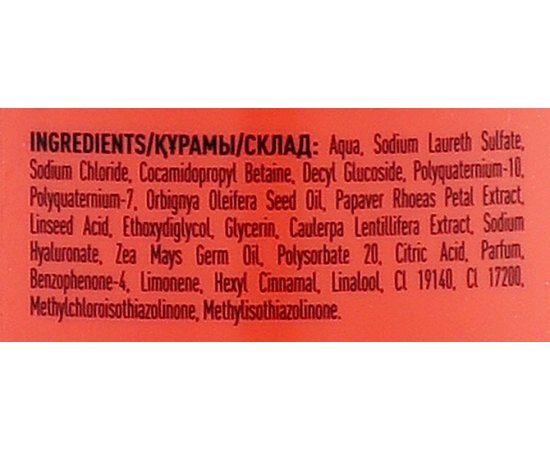 INGREDIENTS/ҚҰРАМЫ/СКЛАД: Aqua, Sodium Laureth Sulfate,
Sodium Chloride, Cocamidopropyl Betaine, Decyl Glucoside, Polyquaternium-10,
Polyquaternium-7, Orbignya Oleifera Seed Oil, Papaver Rhoeas Petal Extract,
Linseed Acid, Ethoxydiglycol, Glycerin, Caulerpa Lentillifera Extract, Sodium
Hyaluronate, Zea Mays Germ Oil, Polysorbate 20, Citric Acid, Parfum,
Benzophenone-4, Limonene, Hexyl Cinnamal, Linalool, CI 19140, CI 17200,
Methylchloroisothiazolinone, Methylisothiazolinone.